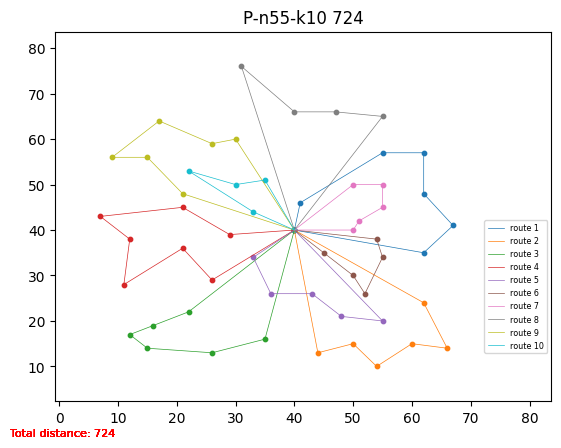 P-n55-k10 724
80
70
60
50
40
30
20
10
0 10 20 30 40 50 60 70 80
route 1
route 2
route 3
route 4
route 5
route 6
route 7
route 8
route 9
route 10
Total distance: 724